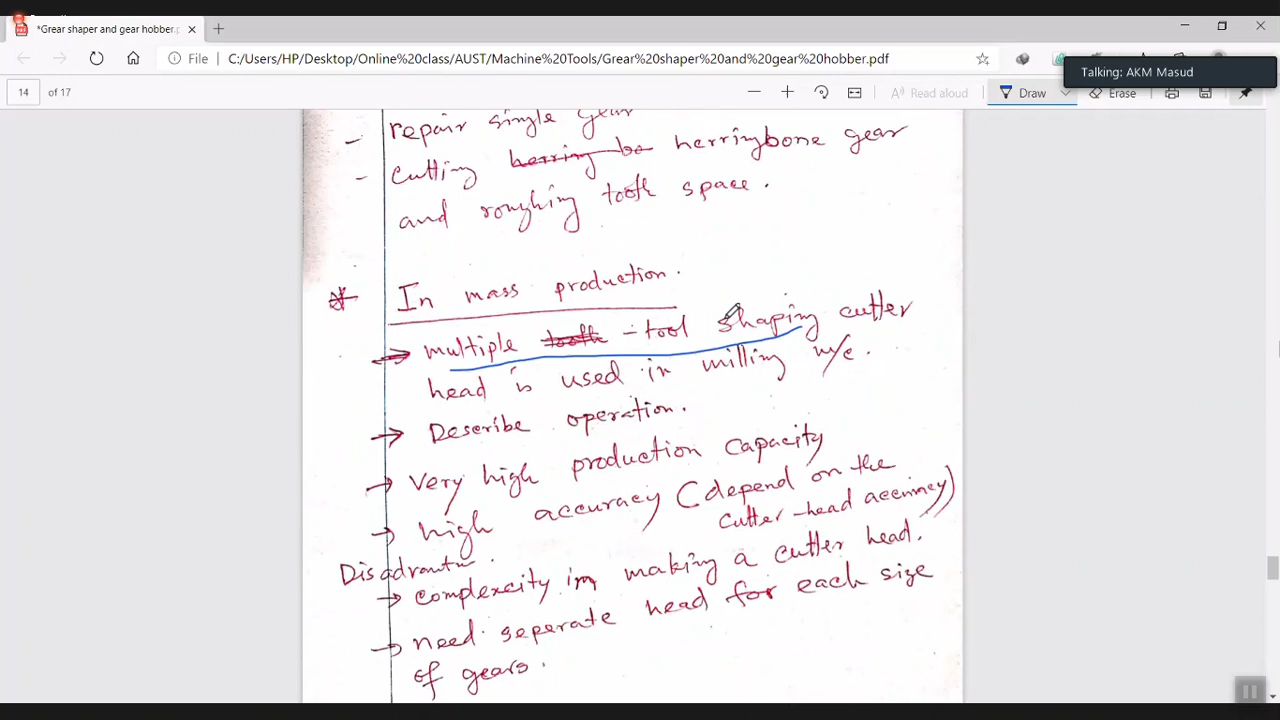 *Grear shaper and gear hobber.p
File
C:/Users/HP/Desktop/Online%20class/AUST/Machine%20Tools/Grear%20shaper%20and%20gear%20hobber.pdf
Talking: AKM Masud
14 of 17
Read aloud
Draw
Erase
- repair single gear
- cutting herring bo herringbone gear
and roughing tooth space.
* In mass production.
→ multiple tooth - tool shaping cutter
head is used in milling m/c.
→ Describe operation.
→ very high production capacity
→ high accuracy (depend on the
cutter-head accuracy)
Disadvantu
→ complexcity in making a cutter head.
→ need seperate head for each size
of gears.